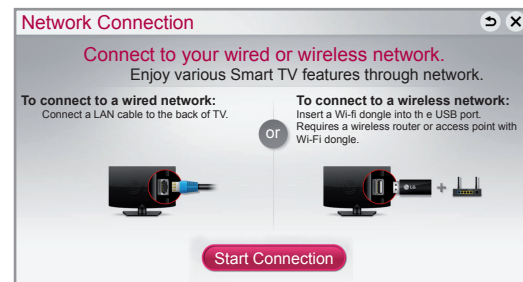 Network Connection
Connect to your wired or wireless network.
Enjoy various Smart TV features through network.
To connect to a wired network:
Connect a LAN cable to the back of TV.
or
To connect to a wireless network:
Insert a Wi-fi dongle into th e USB port.
Requires a wireless router or access point with
Wi-Fi dongle.
LG
+
Start Connection